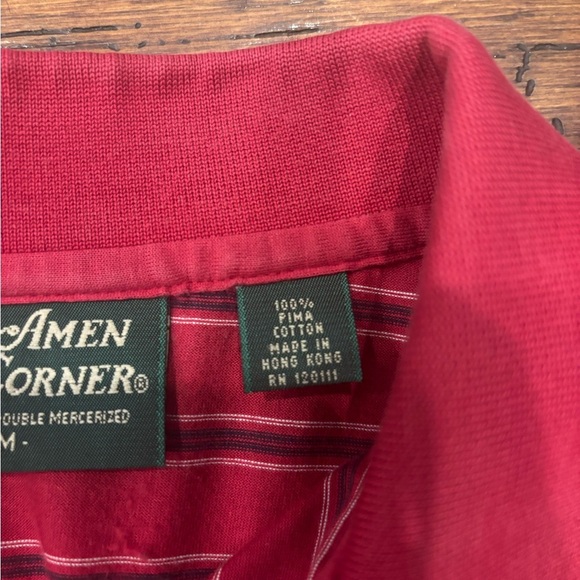 AMEN
CORNER®
DOUBLE MERCERIZED
M -
100%
PIMA
COTTON
MADE IN
HONG KONG
RN 120111